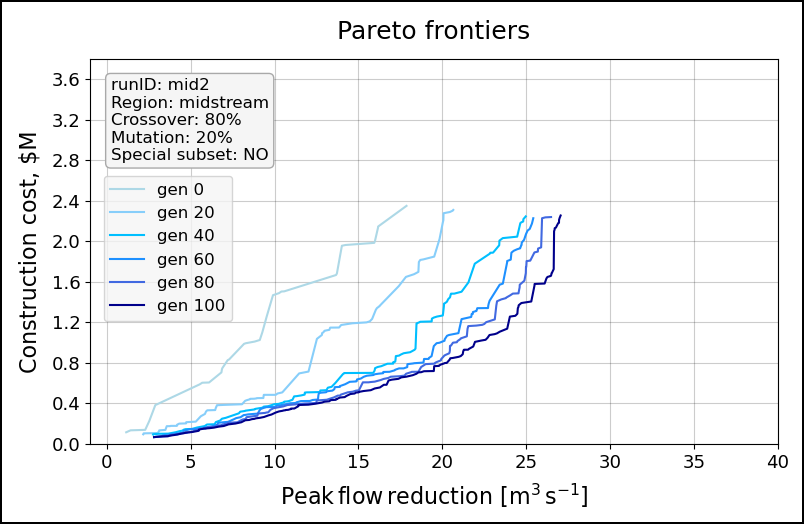 Pareto frontiers
runID: mid2
Region: midstream
Crossover: 80%
Mutation: 20%
Special subset: NO
gen 0
gen 20
gen 40
gen 60
gen 80
gen 100
Construction cost, $M
3.6
3.2
2.8
2.4
2.0
1.6
1.2
0.8
0.4
0.0
0 5 10 15 20 25 30 35 40
Peak flow reduction [m³ s⁻¹]